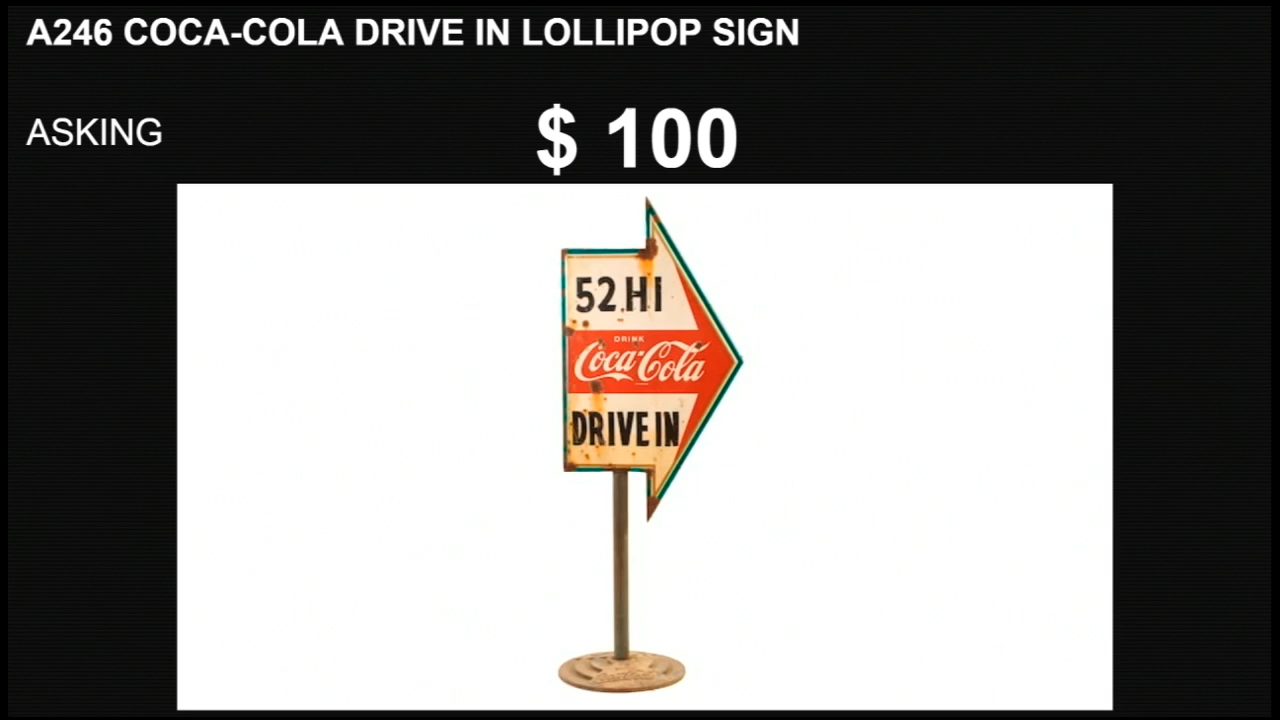 A246 COCA-COLA DRIVE IN LOLLIPOP SIGN
ASKING
$ 100
52 HI
DRINK
Coca-Cola
DRIVE IN